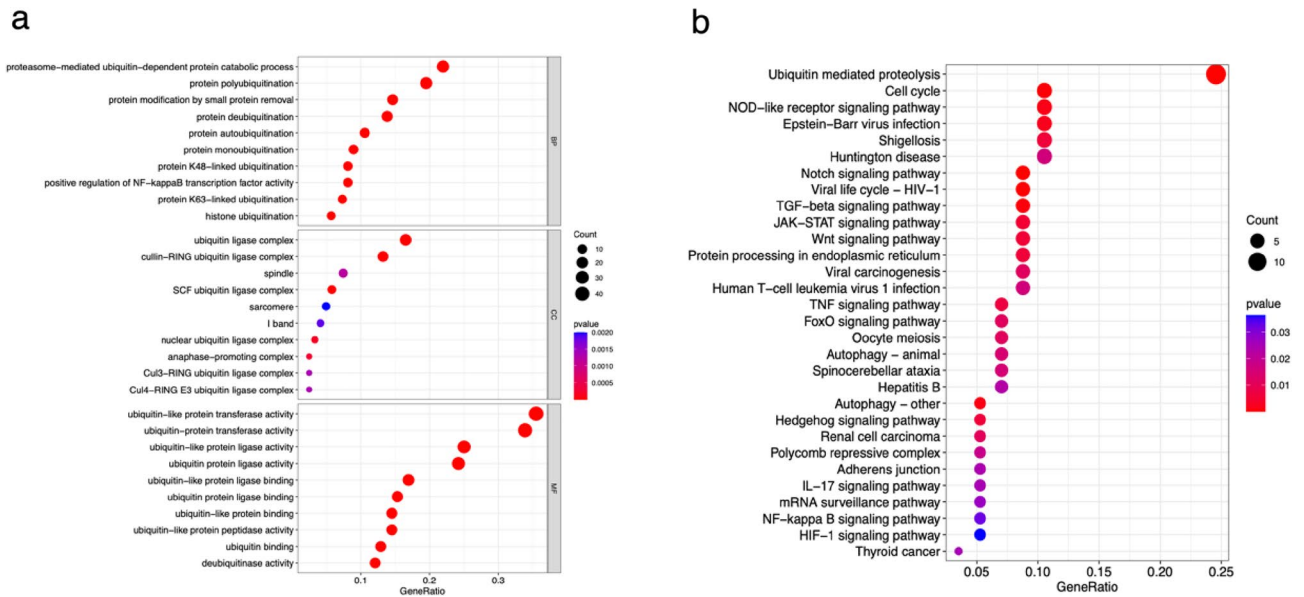 a
proteasome-mediated ubiquitin-dependent protein catabolic process
protein polyubiquitination
protein modification by small protein removal
protein deubiquitination
protein autoubiquitination
protein monoubiquitination
protein K48-linked ubiquitination
positive regulation of NF-kappaB transcription factor activity
protein K63-linked ubiquitination
histone ubiquitination
BP
ubiquitin ligase complex
cullin-RING ubiquitin ligase complex
spindle
SCF ubiquitin ligase complex
sarcomere
I band
nuclear ubiquitin ligase complex
anaphase-promoting complex
Cul3-RING ubiquitin ligase complex
Cul4-RING E3 ubiquitin ligase complex
CC
ubiquitin-like protein transferase activity
ubiquitin-protein transferase activity
ubiquitin-like protein ligase activity
ubiquitin protein ligase activity
ubiquitin-like protein ligase binding
ubiquitin protein ligase binding
ubiquitin-like protein binding
ubiquitin-like protein peptidase activity
ubiquitin binding
deubiquitinase activity
MF
0.1 0.2 0.3
GeneRatio
Count
10
20
30
40
pvalue
0.0020
0.0015
0.0010
0.0005
b
Ubiquitin mediated proteolysis
Cell cycle
NOD-like receptor signaling pathway
Epstein-Barr virus infection
Shigellosis
Huntington disease
Notch signaling pathway
Viral life cycle - HIV-1
TGF-beta signaling pathway
JAK-STAT signaling pathway
Wnt signaling pathway
Protein processing in endoplasmic reticulum
Viral carcinogenesis
Human T-cell leukemia virus 1 infection
TNF signaling pathway
FoxO signaling pathway
Oocyte meiosis
Autophagy - animal
Spinocerebellar ataxia
Hepatitis B
Autophagy - other
Hedgehog signaling pathway
Renal cell carcinoma
Polycomb repressive complex
Adherens junction
IL-17 signaling pathway
mRNA surveillance pathway
NF-kappa B signaling pathway
HIF-1 signaling pathway
Thyroid cancer
0.05 0.10 0.15 0.20 0.25
GeneRatio
Count
5
10
pvalue
0.03
0.02
0.01